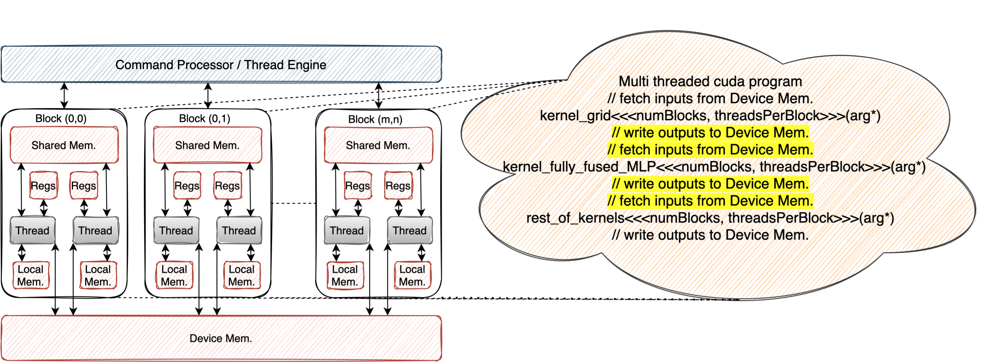 Command Processor / Thread Engine
Block (0,0)
Shared Mem.
Regs
Regs
Thread
Thread
Local
Mem.
Local
Mem.
Block (0,1)
Shared Mem.
Regs
Regs
Thread
Thread
Local
Mem.
Local
Mem.
Block (m,n)
Shared Mem.
Regs
Regs
Thread
Thread
Local
Mem.
Local
Mem.
Device Mem.
Multi threaded cuda program
// fetch inputs from Device Mem.
kernel_grid<<<numBlocks, threadsPerBlock>>>(arg*)
// write outputs to Device Mem.
// fetch inputs from Device Mem.
kernel_fully_fused_MLP<<<numBlocks, threadsPerBlock>>>(arg*)
// write outputs to Device Mem.
// fetch inputs from Device Mem.
rest_of_kernels<<<numBlocks, threadsPerBlock>>>(arg*)
// write outputs to Device Mem.